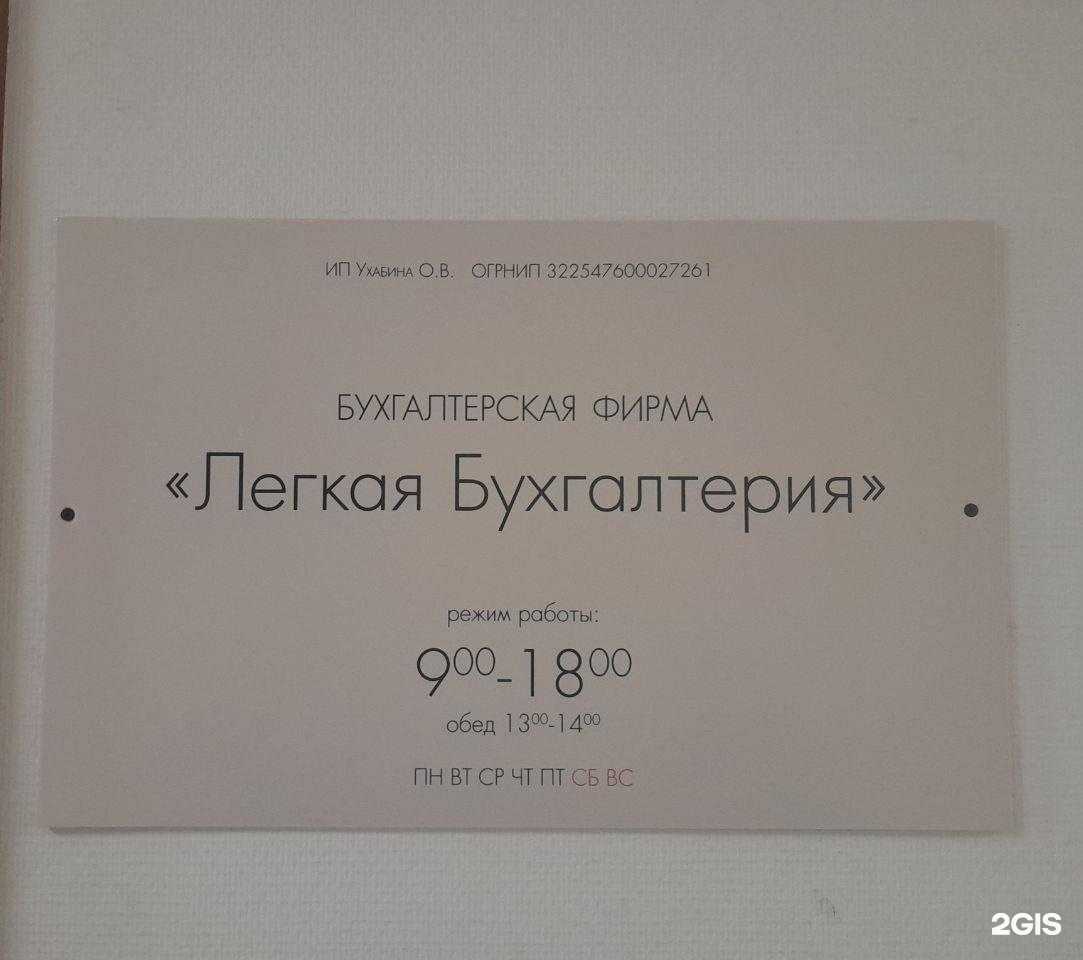 ИП Ухабина О.В. ОГРНИП 322547600027261
БУХГАЛТЕРСКАЯ ФИРМА
«Легкая Бухгалтерия»
режим работы:
9⁰⁰-18⁰⁰
обед 13⁰⁰-14⁰⁰
ПН ВТ СР ЧТ ПТ СБ ВС
2GIS